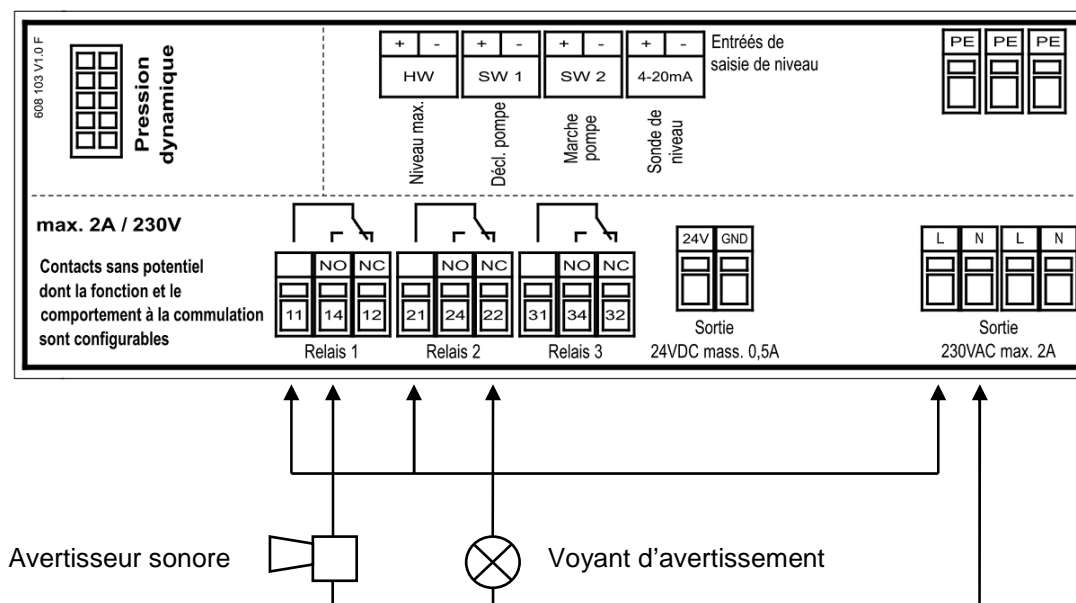 608 103 V1.0 F
Pression
dynamique
+ - + - + - + -
HW SW 1 SW 2 4-20mA
Entréés de
saisie de niveau
Niveau max.
Décl. pompe
Marche
pompe
Sonde de
niveau
PE PE PE
max. 2A / 230V
Contacts sans potentiel
dont la fonction et le
comportement à la commulation
sont configurables
NO NC NO NC NO NC
11 14 12 21 24 22 31 34 32
Relais 1 Relais 2 Relais 3
24V GND
Sortie
24VDC mass. 0,5A
L N L N
Sortie
230VAC max. 2A
Avertisseur sonore
Voyant d’avertissement